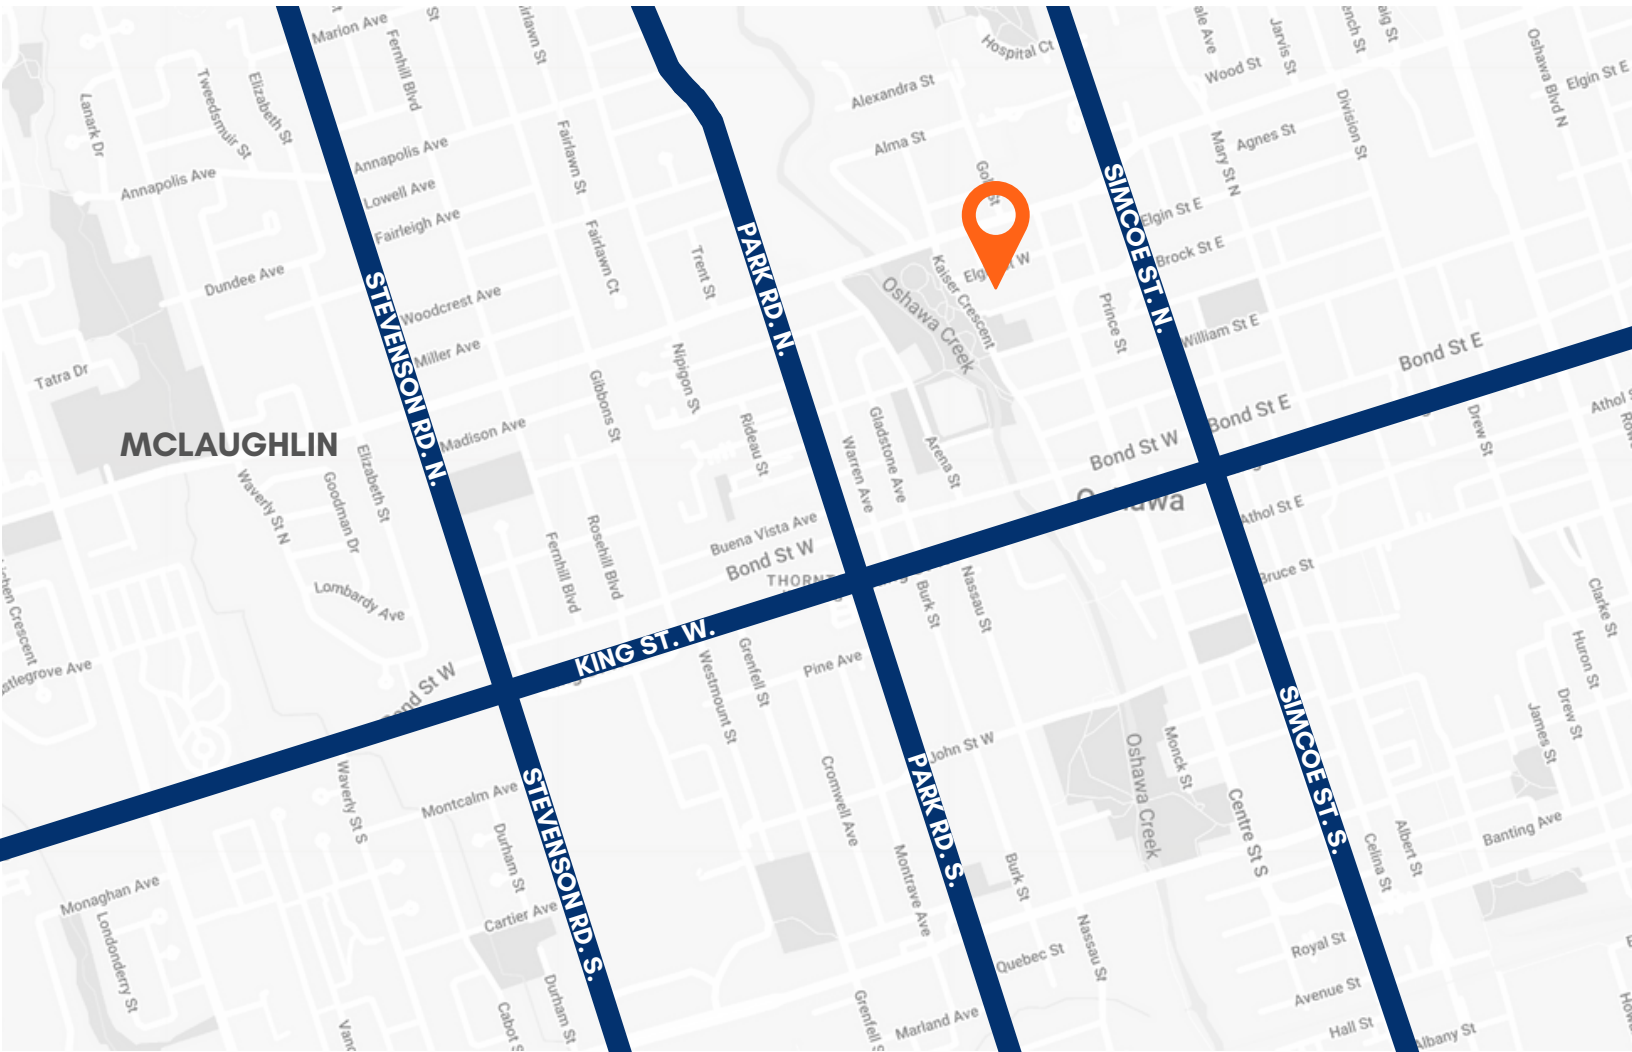 Marion Ave
St
Hospital Ct
Wood St
Jarvis St
Oshawa Blvd N
Elgin St E
Lanark Dr
Tweedsmuir St
Elizabeth St
Fernhill Blvd
Alexandra St
Alma St
Agnes St
Division St
Mary St N
Annapolis Ave
Annapolis Ave
Lowell Ave
Fairleigh Ave
Fairlawn St
Fairlawn Ct
Trent St
PARK RD. N.
SIMCOE ST. N.
Elgin St E
Brock St E
Kaiser Crescent
Oshawa Creek
Prince St
William St E
Dundee Ave
STEVENSON RD. N.
Woodcrest Ave
Miller Ave
Tatra Dr
Nipigon St
Gibbons St
Rideau St
Gladstone Ave
Warren Ave
Arena St
Bond St E
Bond St E
Bond St W
Drew St
MCLAUGHLIN
Madison Ave
Waverly St N
Goodman Dr
Elizabeth St
Athol St E
Bruce St
Buena Vista Ave
Bond St W
Fernhill Blvd
Rosehill Blvd
Lombardy Ave
Burk St
Nassau St
Clarke St
Huron St
Drew St
James St
KING ST. W.
Westmount St
Grenfell St
Pine Ave
John St W
PARK RD. S.
SIMCOE ST. S.
Oshawa Creek
Monck St
Centre St S
Waverly St S
Montcalm Ave
STEVENSON RD. S.
Durham St
Cromwell Ave
Montrave Ave
Burk St
Celina St
Albert St
Banting Ave
Monaghan Ave
Londonderry St
Cartier Ave
Durham St
Nassau St
Quebec St
Royal St
Avenue St
Hall St
Albany St
Marland Ave